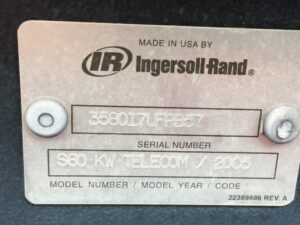 MADE IN USA BY
IR Ingersoll-Rand®
358017UFPB57
SERIAL NUMBER
S60 KW TELECOM / 2005
MODEL NUMBER / MODEL YEAR / CODE
22389886 REV. A